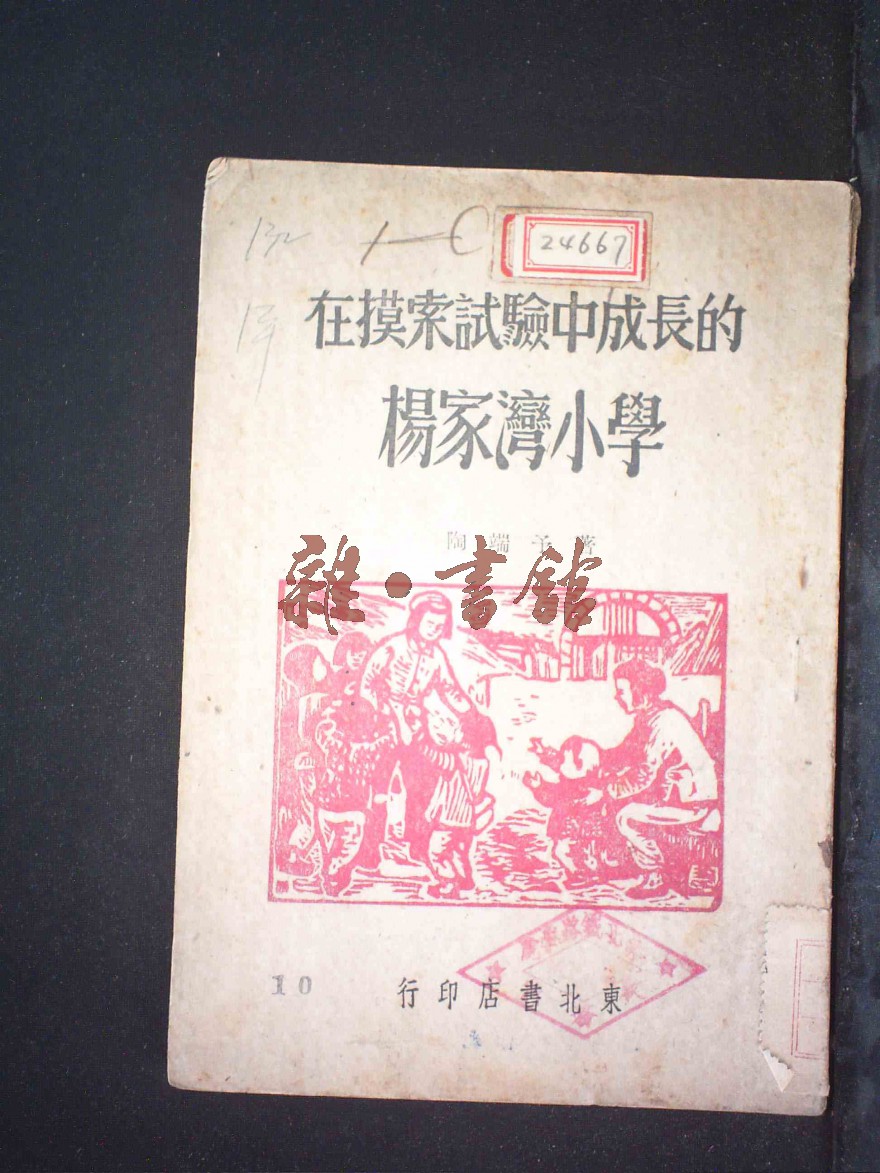 24667
在摸索試驗中成長的
楊家灣小學
陶端予著
雜·書館
10
東北書店印行